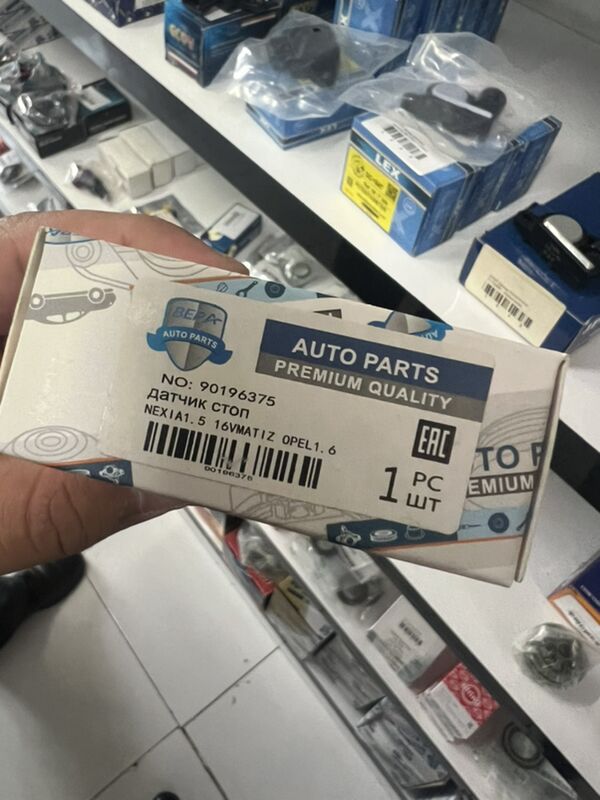 LEX
BEPA
AUTO PARTS
AUTO PARTS
PREMIUM QUALITY
NO: 90196375
ДАТЧИК СТОП
NEXIA1.5 16VMATIZ OPEL1.6
90196375
EAC
1 PC
ШТ
TO P
EMIUM